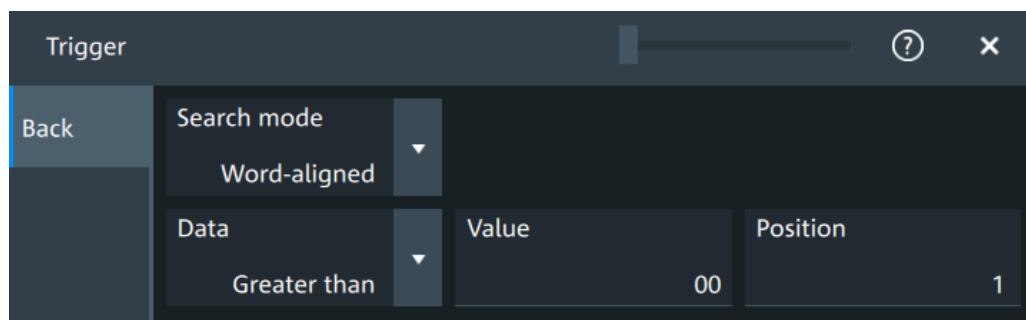 Trigger
Back
Search mode
Word-aligned
Data
Greater than
Value
00
Position
1